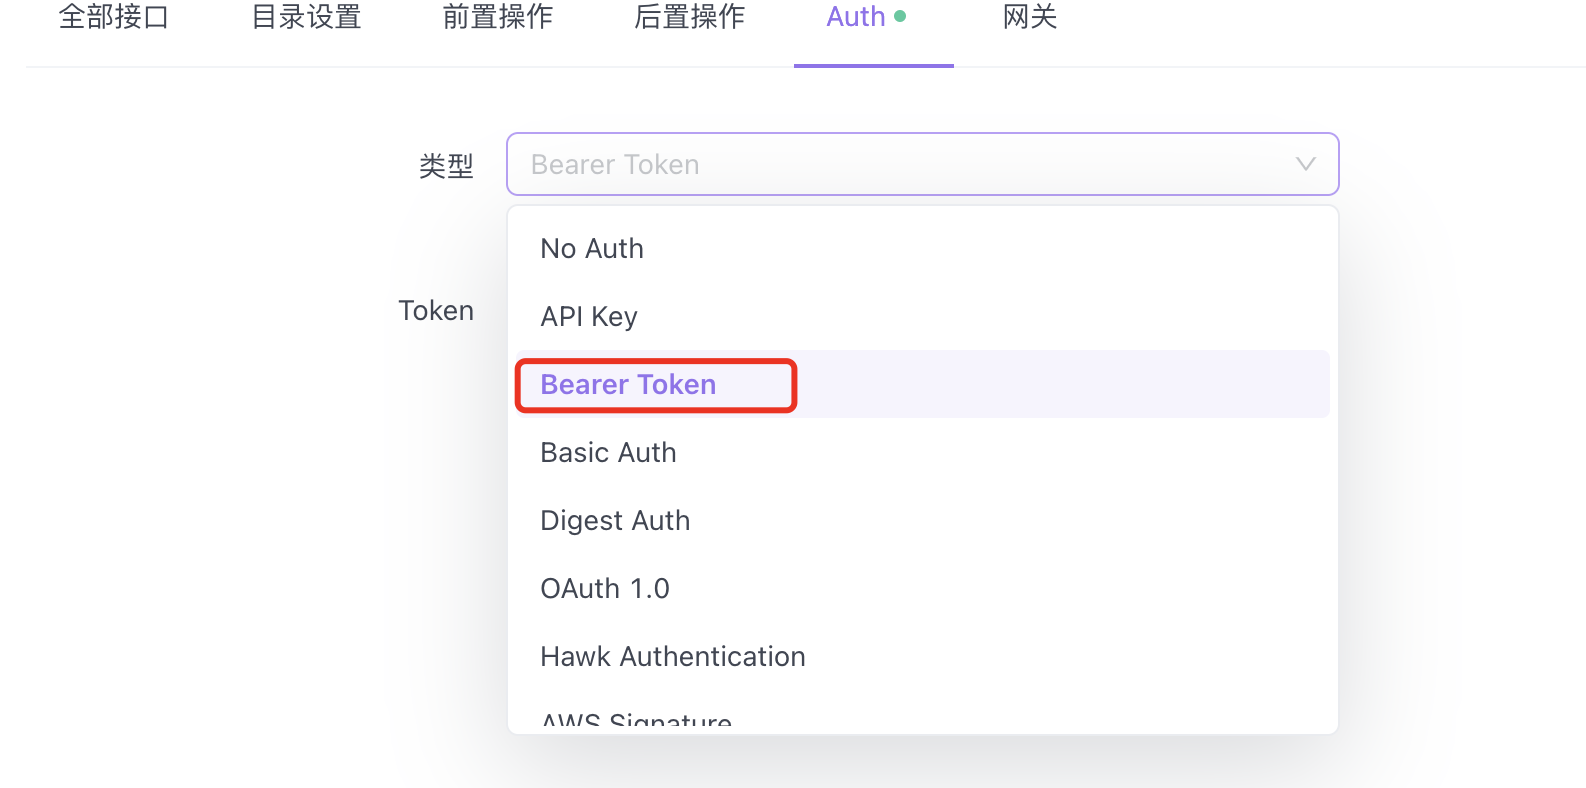 全部接口 目录设置 前置操作 后置操作 Auth 网关
类型 Bearer Token
No Auth
Token
API Key
Bearer Token
Basic Auth
Digest Auth
OAuth 1.0
Hawk Authentication
AWS Signature